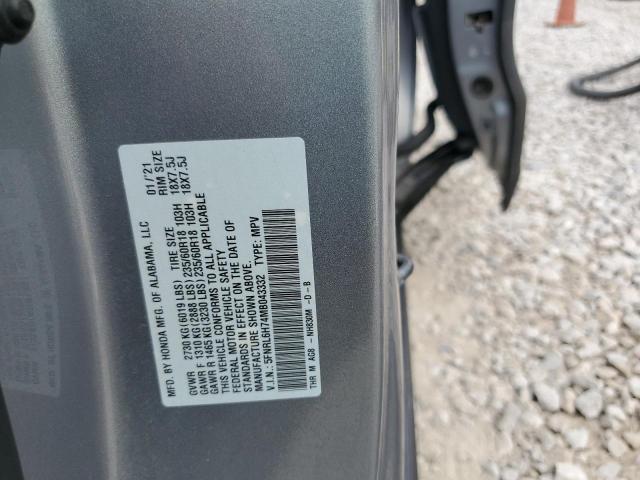 MFD. BY HONDA MFG. OF ALABAMA, LLC 01/'21
GVWR 2730 KG(6019 LBS) TIRE SIZE RIM SIZE
GAWR F 1310 KG(2888 LBS) 235/60R18 103H 18X7.5J
GAWR R 1465 KG(3230 LBS) 235/60R18 103H 18X7.5J
THIS VEHICLE CONFORMS TO ALL APPLICABLE
FEDERAL MOTOR VEHICLE SAFETY
STANDARDS IN EFFECT ON THE DATE OF
MANUFACTURE SHOWN ABOVE.
V.I.N.: 5FNRL6H74MB043332 TYPE: MPV
THR M AG8 - NH830M - D - B